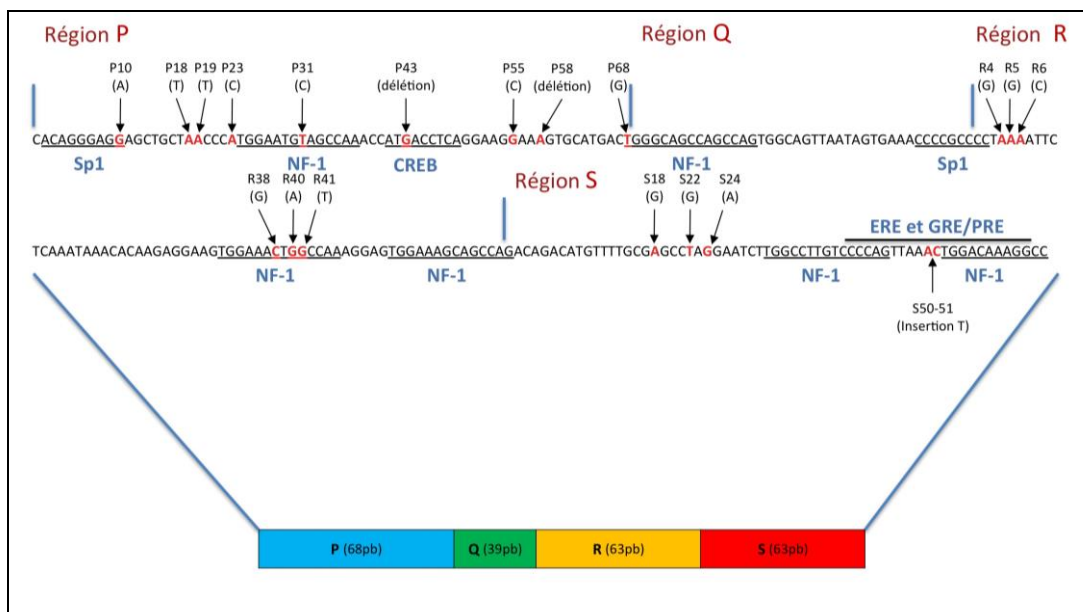 Région P Région Q Région R
P10 P18 P19 P23 P31 P43 P55 P58 P68 R4 R5 R6
(A) (T) (T) (C) (C) (délétion) (C) (délétion) (G) (G) (G) (C)
CACAGGGAGGAGCTGCTAACCCATGGAATGTAGCCAAACCATGACCTCAGGAAGGAAAGTGCATGACTGGGCAGCCAGCCAGTGGCAGTTAATAGTGAAACCCCGCCCCTAAAATTC
Sp1 NF-1 CREB NF-1 Sp1
Région S
R38 R40 R41 S18 S22 S24
(G) (A) (T) (G) (G) (A)
ERE et GRE/PRE
TCAAATAAACACAAGAGGAAGTGGAAACTGGCCAAAGGAGTGGAAAGCAGCCAGACAGACATGTTTTGCGAGCCTAGGAATCTTGGCCTTGTCCCCAGTTAAACTGGACAAAGGCC
NF-1 NF-1 NF-1 NF-1
S50-51
(Insertion T)
P (68pb) Q (39pb) R (63pb) S (63pb)